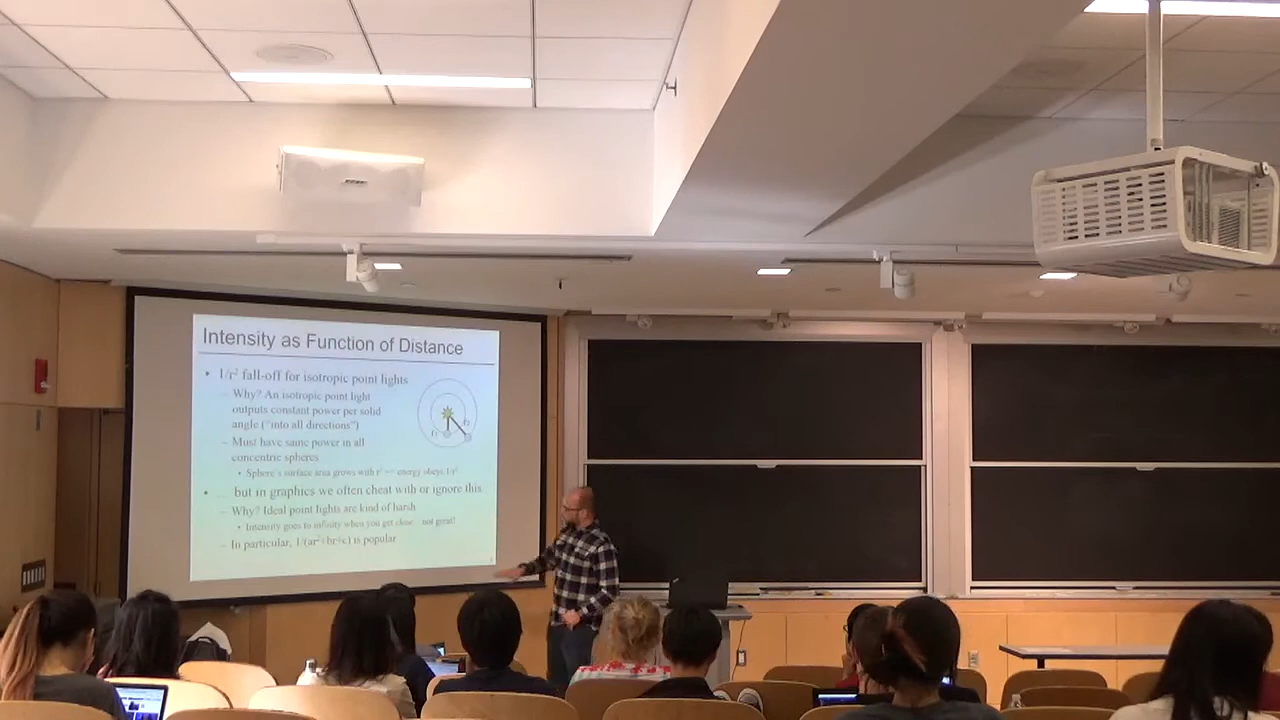 Intensity as Function of Distance
• 1/r² fall-off for isotropic point lights
– Why? An isotropic point light
outputs constant power per solid
angle ("into all directions")
– Must have same power in all
concentric spheres
• Sphere's surface area grows with r² => energy obeys 1/r²
• … but in graphics we often cheat with or ignore this.
– Why? Ideal point lights are kind of harsh
• Intensity goes to infinity when you get close – not great!
– In particular, 1/(ar²+br+c) is popular
r1
r2